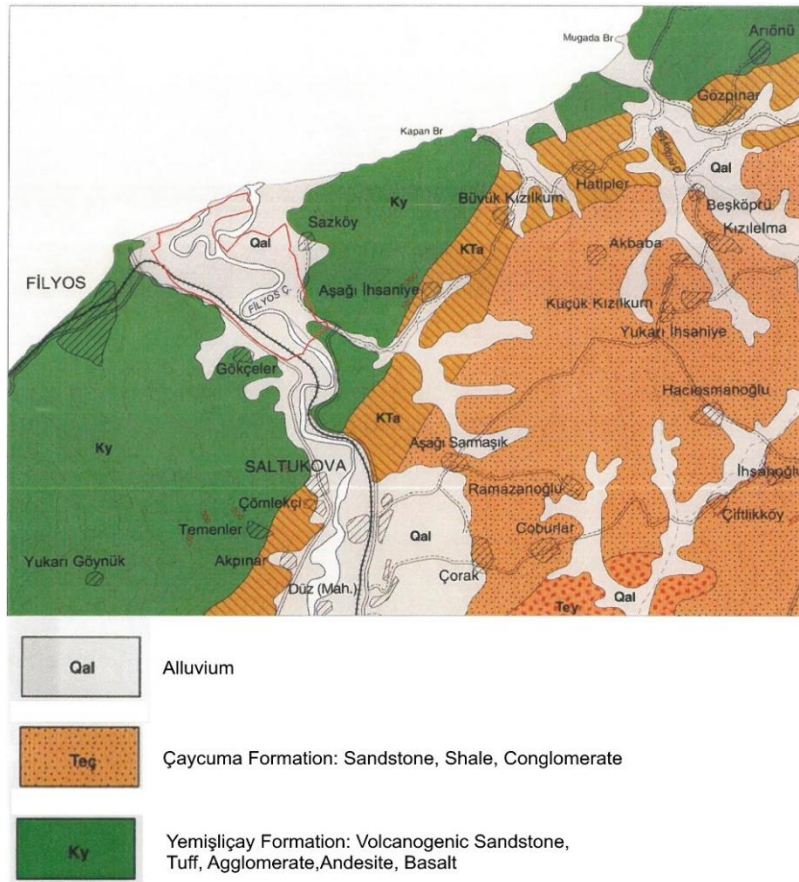 Mugada Br
Arıönü
Gözpınar
Kapan Br
Qal
Hatipler
Büyük Kızılkum
Beşköprü
Ky
Sazköy
Kızılelma
Qal
KTa
Akbaba
FİLYOS
Aşağı İhsaniye
FİLYOS Ç.
Küçük Kızılkum
Yukarı İhsaniye
Gökçeler
Hacıesmanoğlu
KTa
Ky
Aşağı Sarmaşık
SALTUKOVA
İhsanoğlu
Ramazanoğlu
Çömlekçi
Çiftlikköy
Temenler
Coburlar
Qal
Yukarı Göynük
Akpınar
Çorak
Düz (Mah.)
Tey
Qal
Qal
Alluvium
Teç
Çaycuma Formation: Sandstone, Shale, Conglomerate
Ky
Yemişliçay Formation: Volcanogenic Sandstone,
Tuff, Agglomerate,Andesite, Basalt